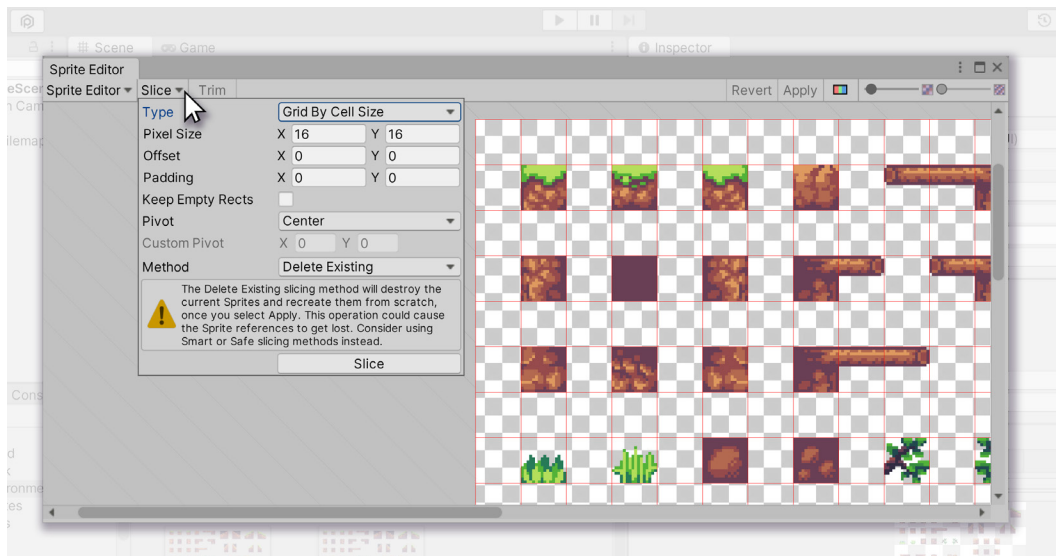 Scene
Game
Inspector
Sprite Editor
Sprite Editor Slice Trim
Revert Apply
Type Grid By Cell Size
Pixel Size X 16 Y 16
Offset X 0 Y 0
Padding X 0 Y 0
Keep Empty Rects
Pivot Center
Custom Pivot X 0 Y 0
Method Delete Existing
The Delete Existing slicing method will destroy the
current Sprites and recreate them from scratch,
once you select Apply. This operation could cause
the Sprite references to get lost. Consider using
Smart or Safe slicing methods instead.
Slice
Cons